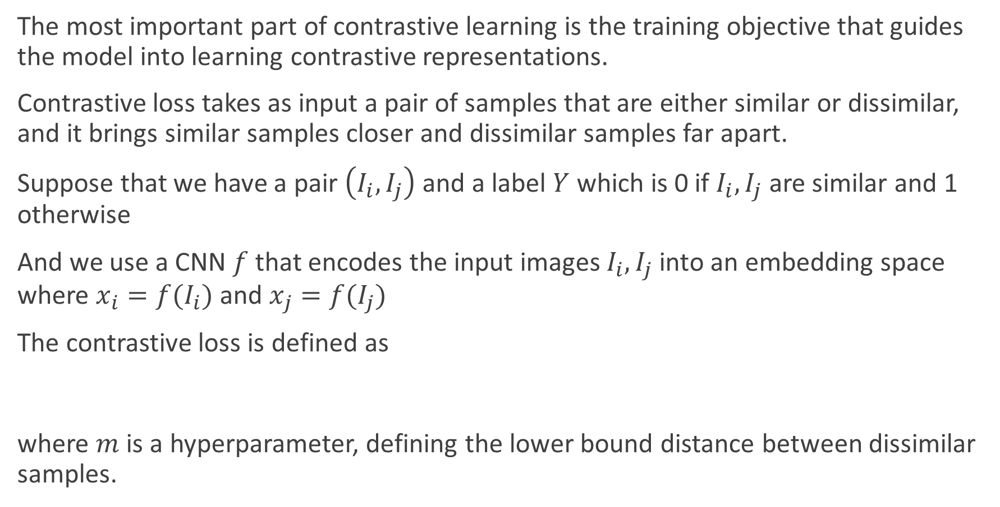 The most important part of contrastive learning is the training objective that guides
the model into learning contrastive representations.
Contrastive loss takes as input a pair of samples that are either similar or dissimilar,
and it brings similar samples closer and dissimilar samples far apart.
Suppose that we have a pair (I_i, I_j) and a label Y which is 0 if I_i, I_j are similar and 1
otherwise
And we use a CNN f that encodes the input images I_i, I_j into an embedding space
where x_i = f(I_i) and x_j = f(I_j)
The contrastive loss is defined as
where m is a hyperparameter, defining the lower bound distance between dissimilar
samples.